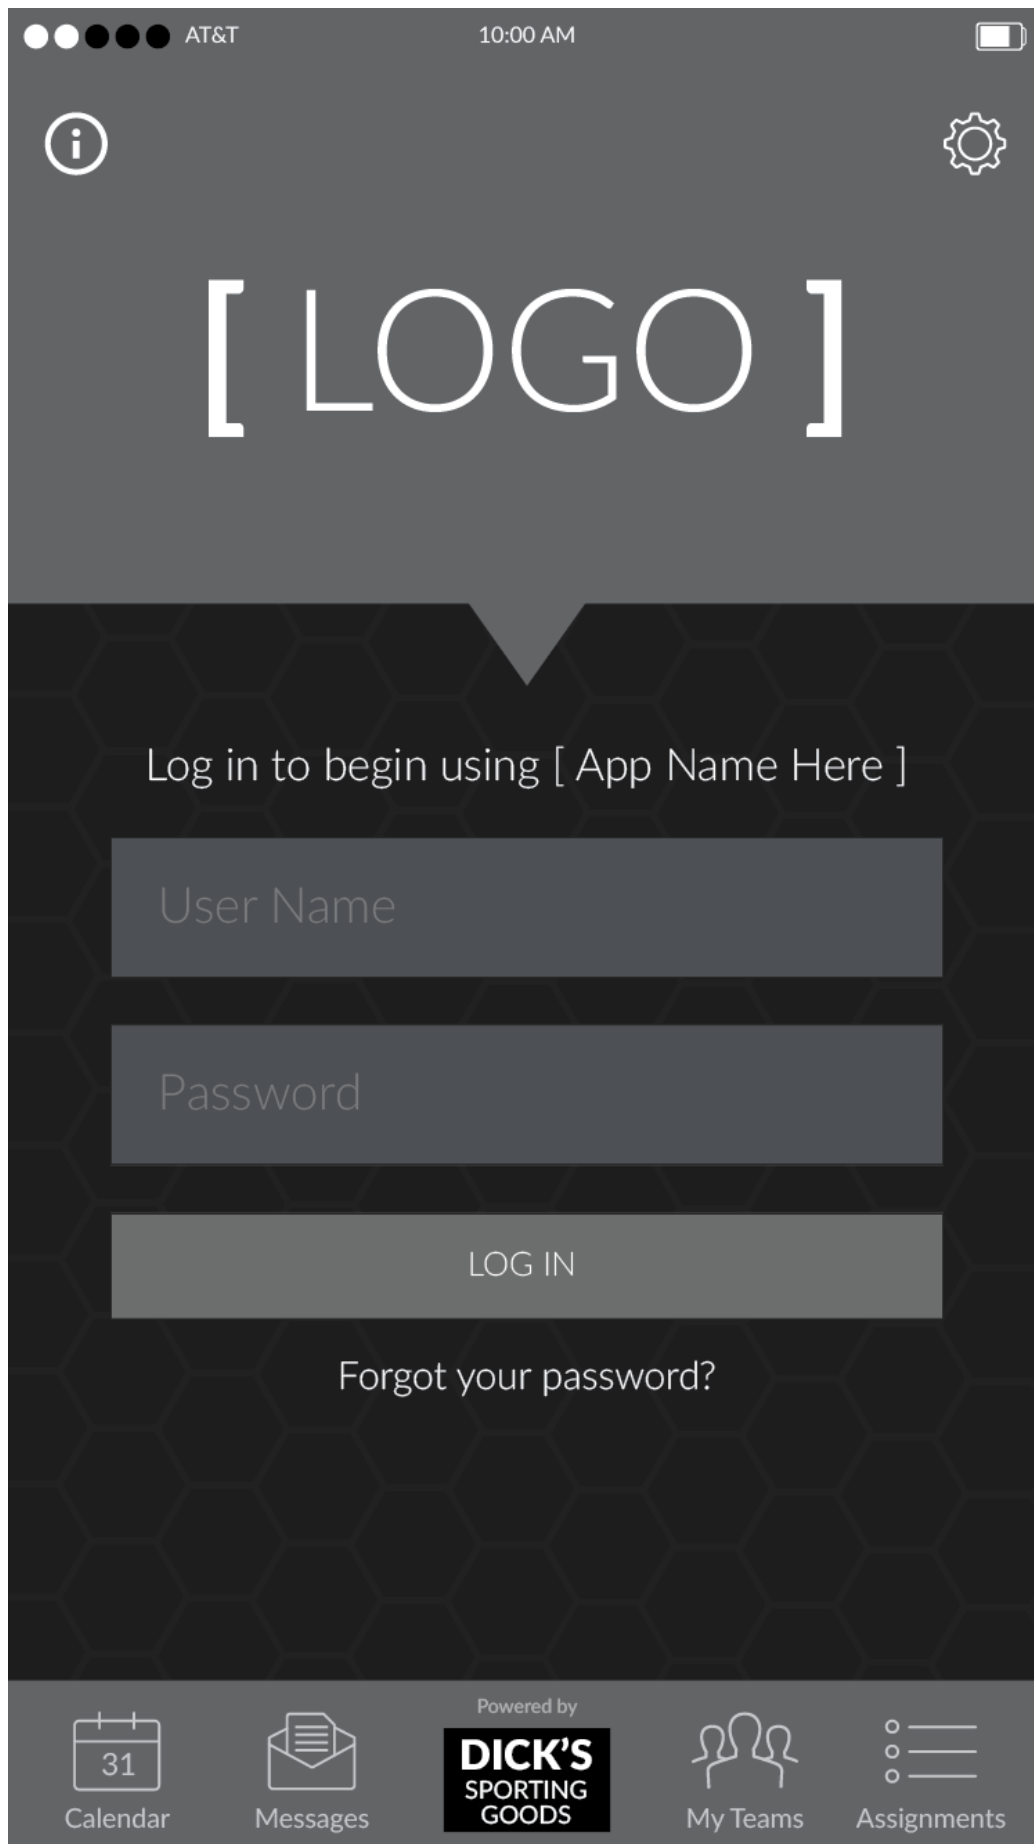 AT&T 10:00 AM
[ LOGO ]
Log in to begin using [ App Name Here ]
User Name
Password
LOG IN
Forgot your password?
31
Calendar
Messages
Powered by
DICK'S
SPORTING
GOODS
My Teams
Assignments